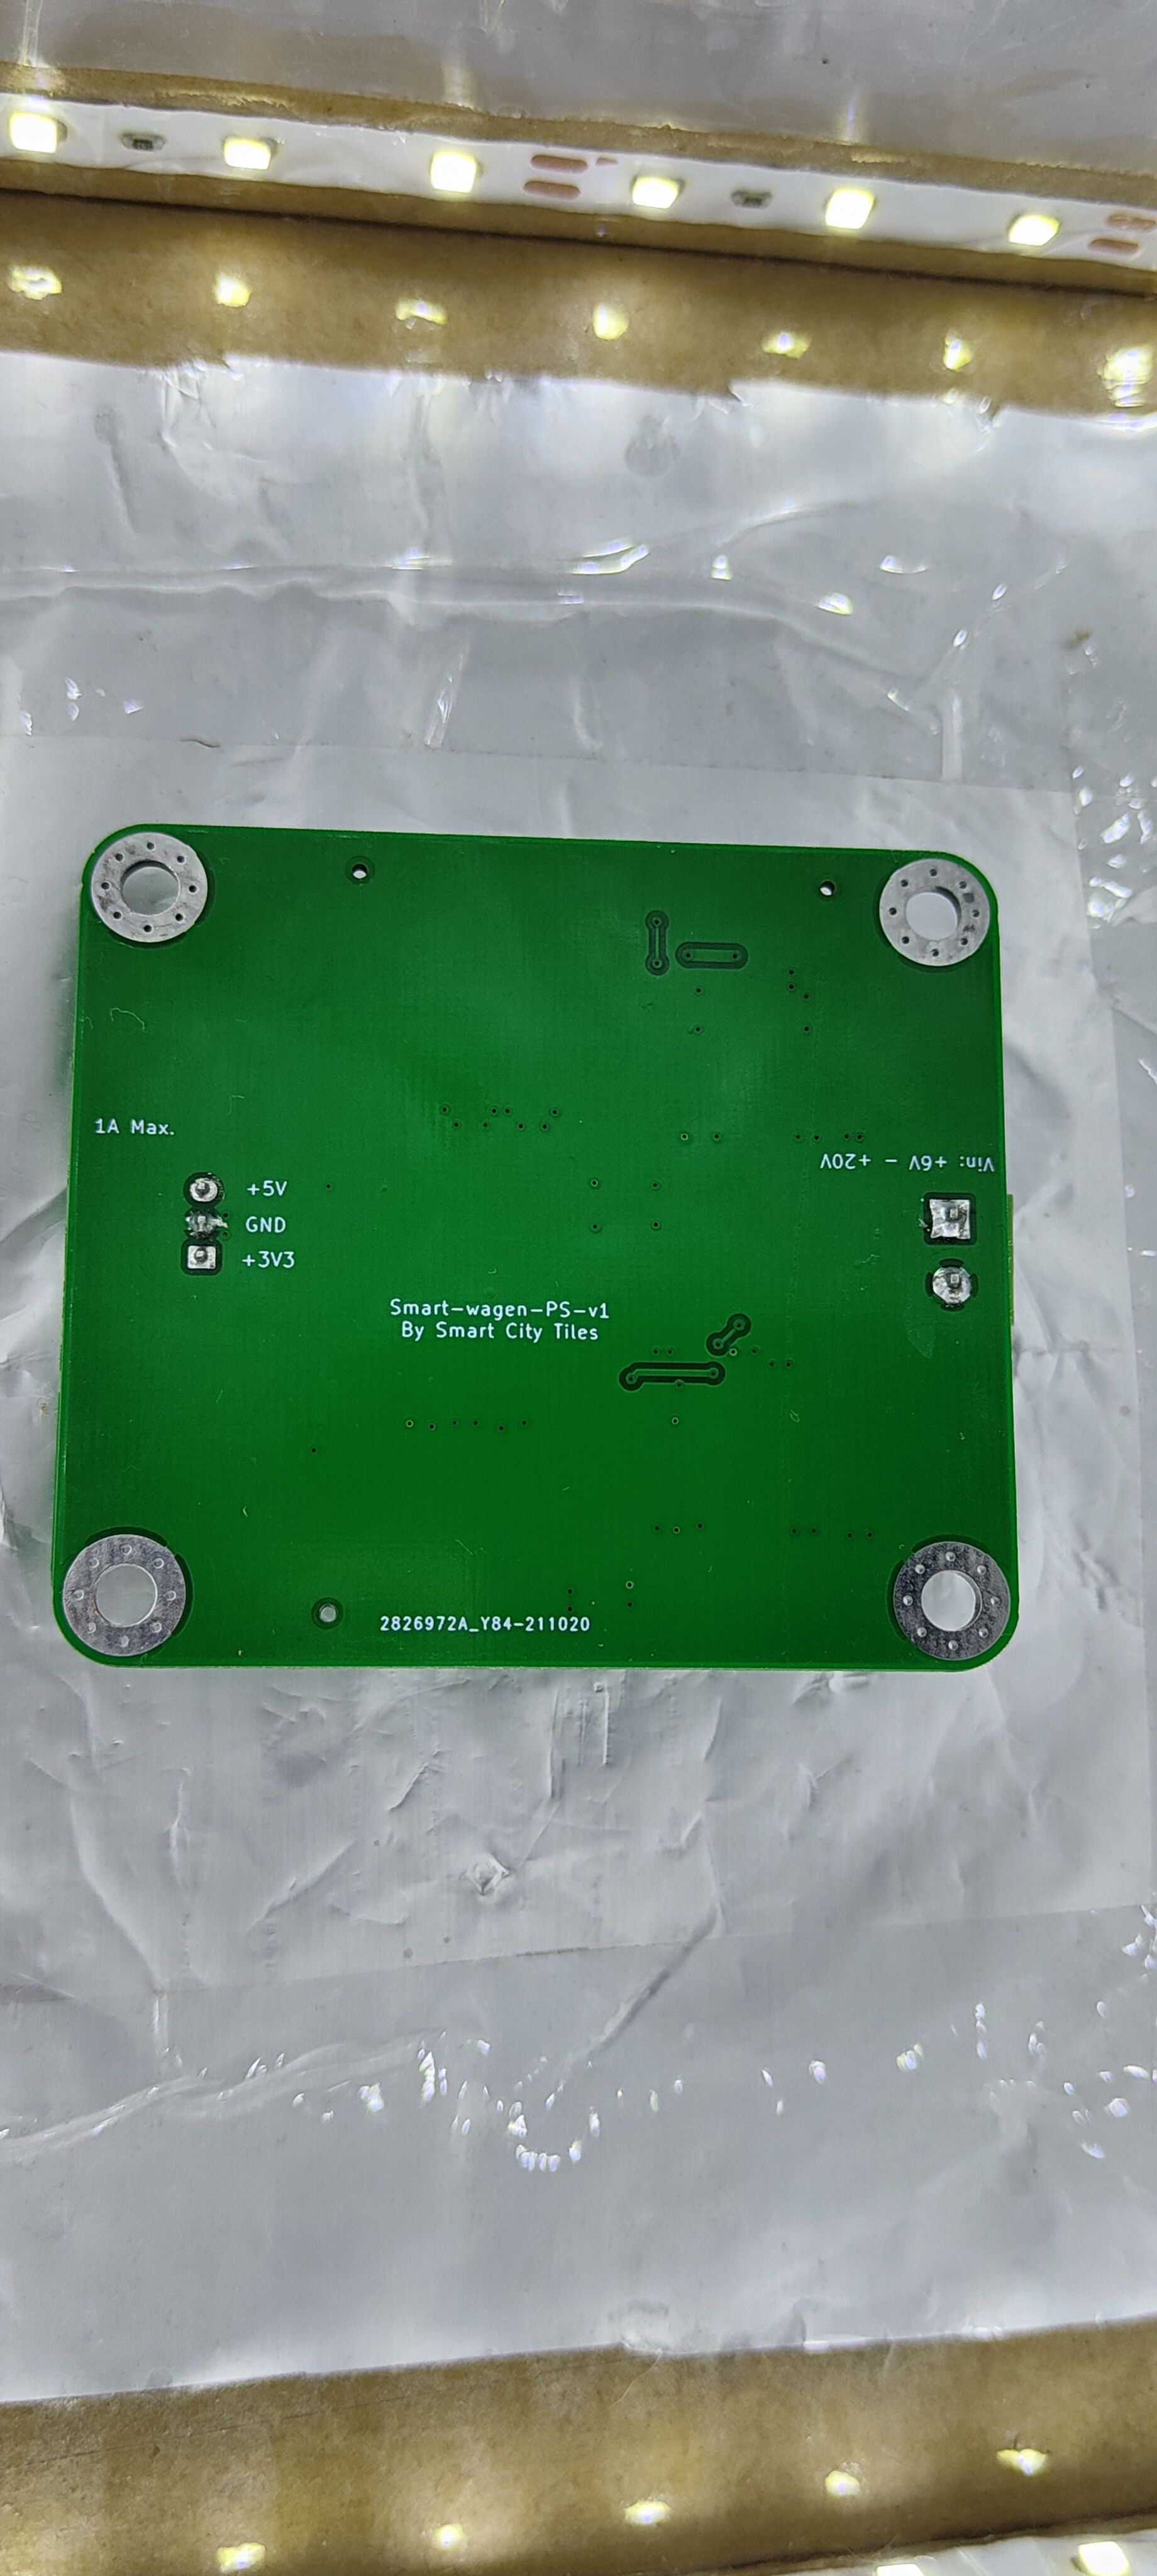 1A Max.
Vin: +6V - +20V
+5V
GND
+3V3
Smart-wagen-PS-v1
By Smart City Tiles
2826972A_Y84-211020